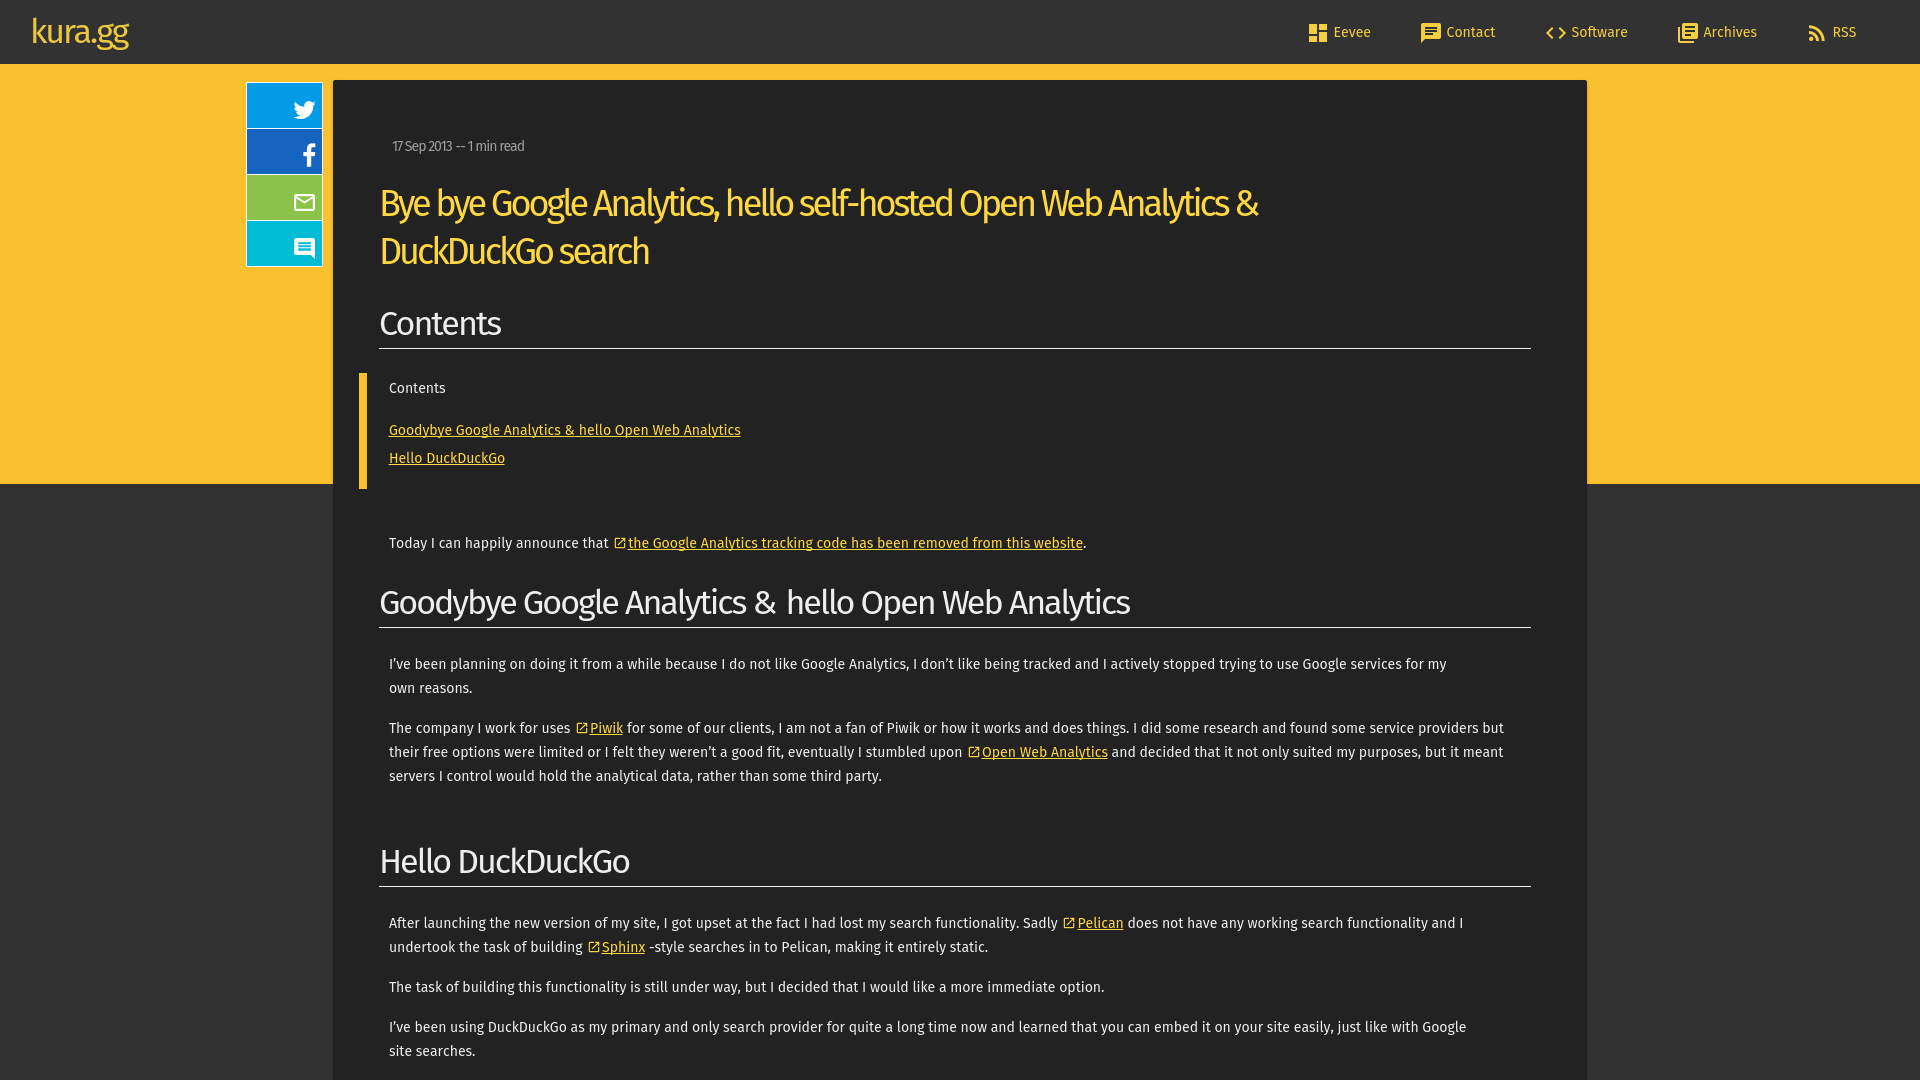 kura.gg
Eevee
Contact
Software
Archives
RSS
17 Sep 2013 -- 1 min read
Bye bye Google Analytics, hello self-hosted Open Web Analytics &
DuckDuckGo search
Contents
Contents
Goodybye Google Analytics & hello Open Web Analytics
Hello DuckDuckGo
Today I can happily announce that the Google Analytics tracking code has been removed from this website.
Goodybye Google Analytics & hello Open Web Analytics
I’ve been planning on doing it from a while because I do not like Google Analytics, I don’t like being tracked and I actively stopped trying to use Google services for my
own reasons.
The company I work for uses Piwik for some of our clients, I am not a fan of Piwik or how it works and does things. I did some research and found some service providers but
their free options were limited or I felt they weren’t a good fit, eventually I stumbled upon Open Web Analytics and decided that it not only suited my purposes, but it meant
servers I control would hold the analytical data, rather than some third party.
Hello DuckDuckGo
After launching the new version of my site, I got upset at the fact I had lost my search functionality. Sadly Pelican does not have any working search functionality and I
undertook the task of building Sphinx -style searches in to Pelican, making it entirely static.
The task of building this functionality is still under way, but I decided that I would like a more immediate option.
I’ve been using DuckDuckGo as my primary and only search provider for quite a long time now and learned that you can embed it on your site easily, just like with Google
site searches.